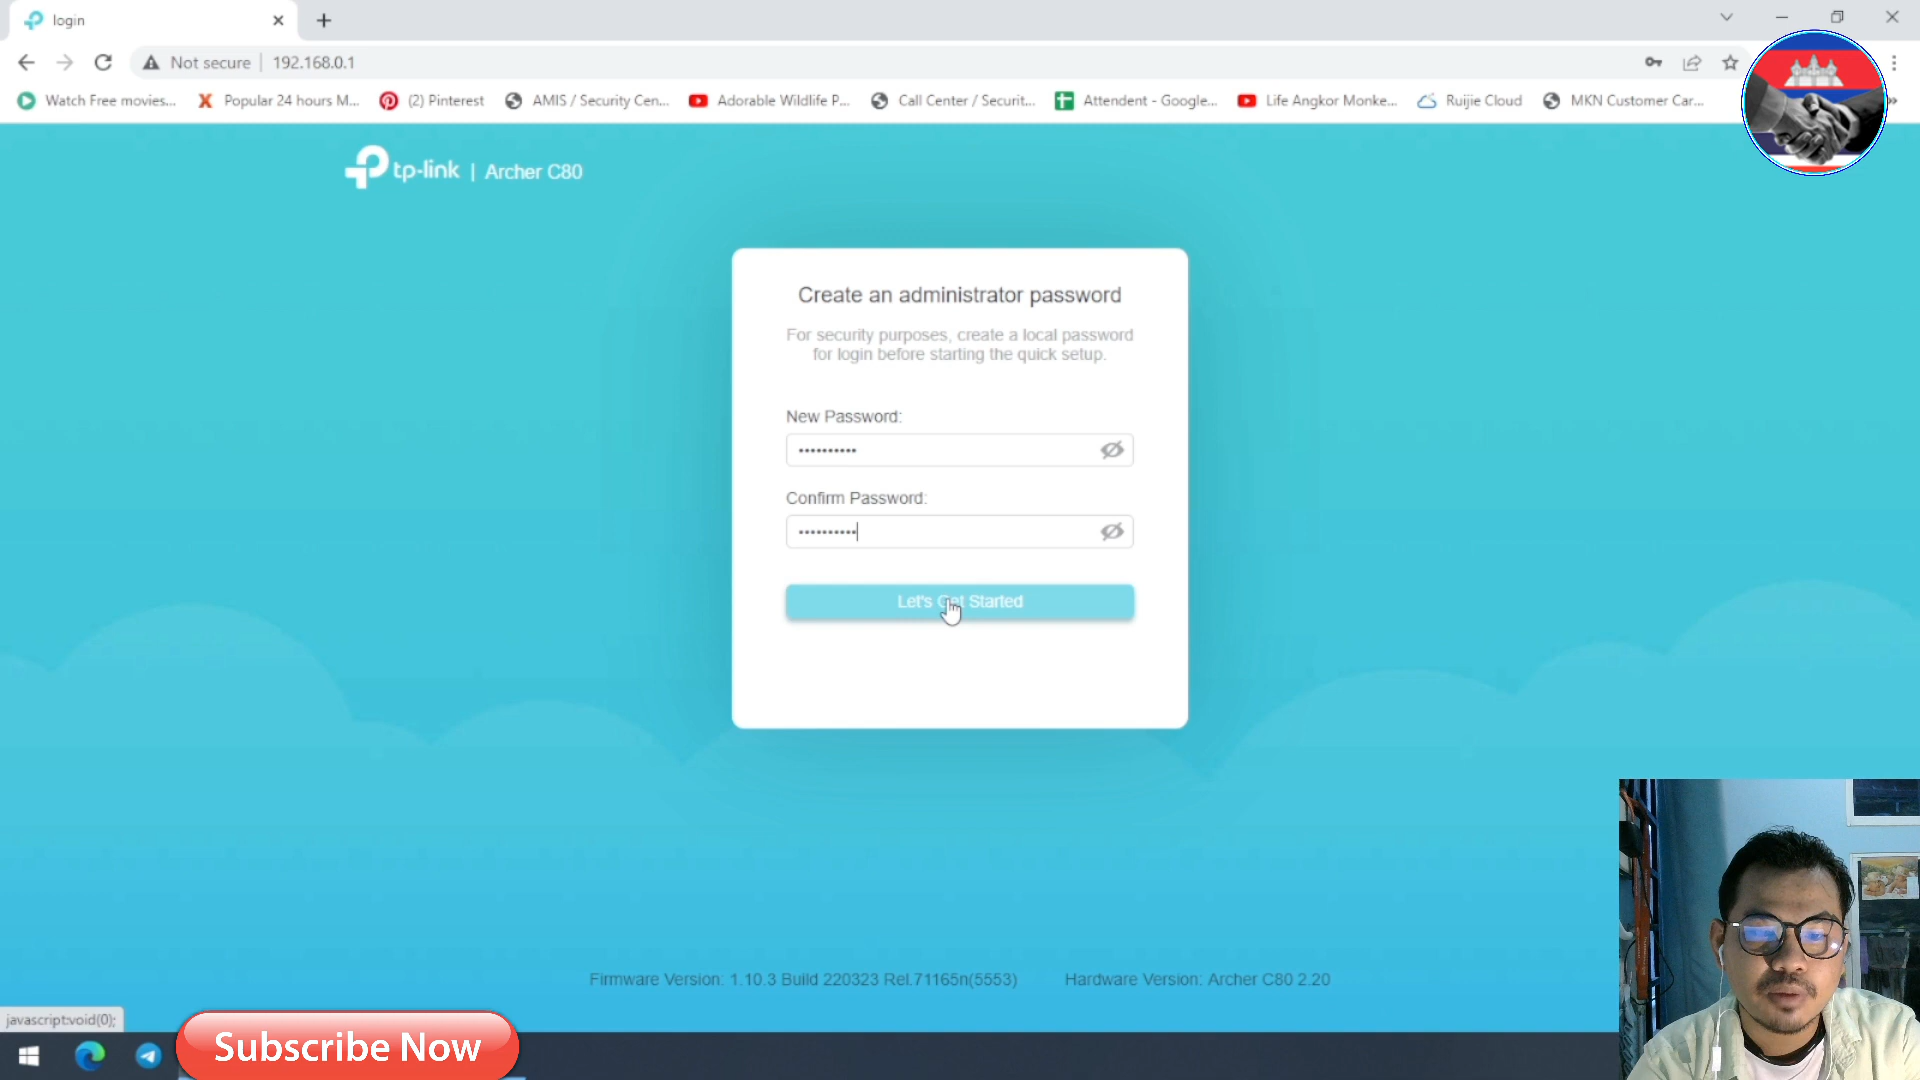 login
Not secure
192.168.0.1
Watch Free movies...
Popular 24 hours M...
(2) Pinterest
AMIS / Security Cen...
Adorable Wildlife P...
Call Center / Securit...
Attendent - Google...
Life Angkor Monke...
Ruijie Cloud
MKN Customer Car...
tp-link | Archer C80
Create an administrator password
For security purposes, create a local password
for login before starting the quick setup.
New Password:
Confirm Password:
Let's Get Started
Firmware Version: 1.10.3 Build 220323 Rel.71165n(5553)
Hardware Version: Archer C80 2.20
javascript:void(0);
Subscribe Now